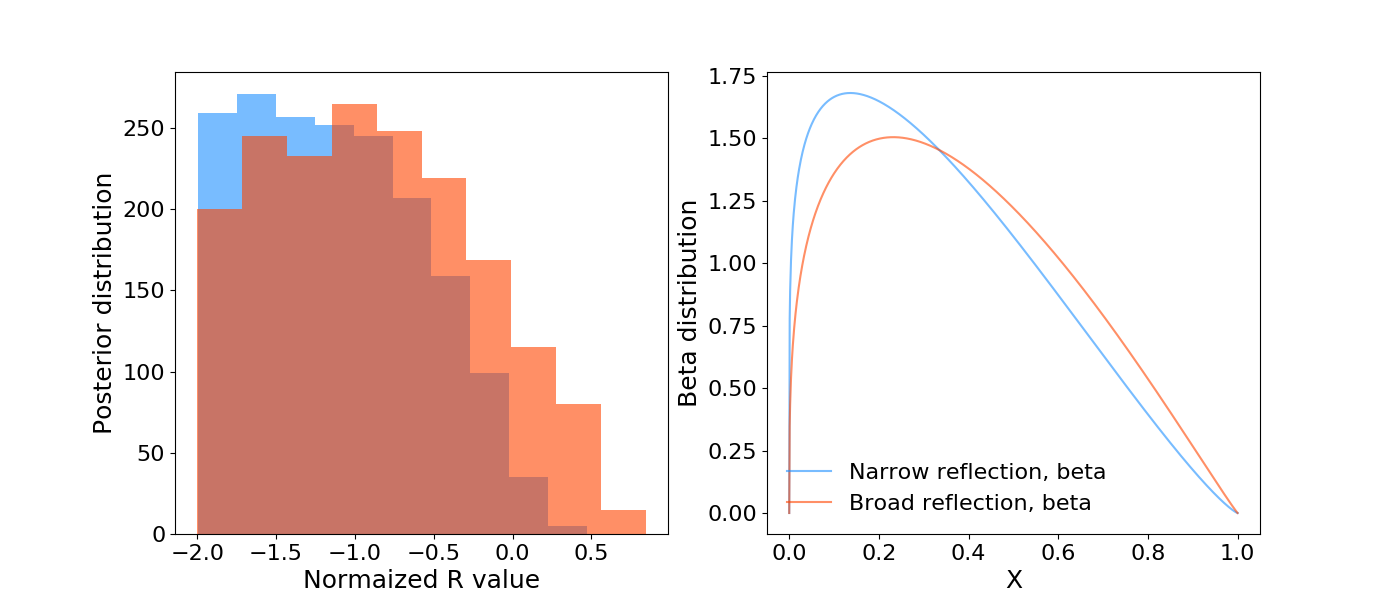 Posterior distribution
250
200
150
100
50
0
−2.0 −1.5 −1.0 −0.5 0.0 0.5
Normaized R value
Beta distribution
1.75
1.50
1.25
1.00
0.75
0.50
0.25
0.00
Narrow reflection, beta
Broad reflection, beta
0.0 0.2 0.4 0.6 0.8 1.0
X